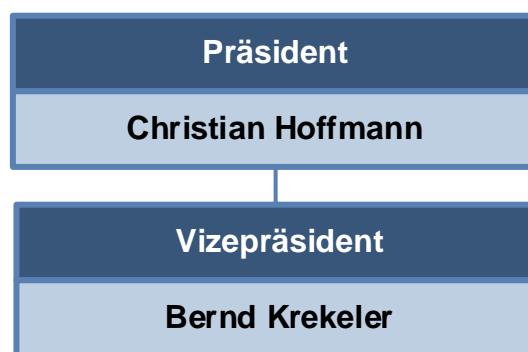 Präsident
Christian Hoffmann
Vizepräsident
Bernd Krekeler